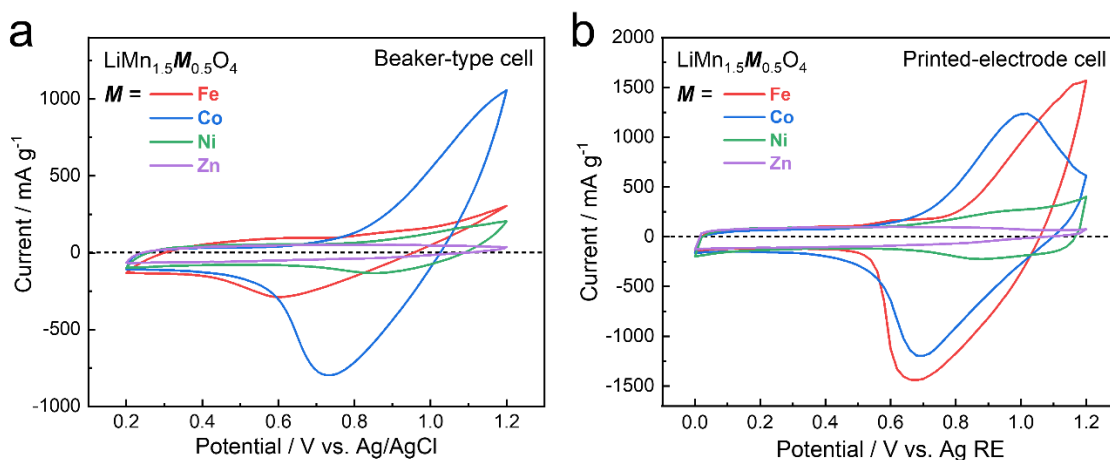 a
LiMn1.5M0.5O4
Beaker-type cell
M =
Fe
Co
Ni
Zn
1000
500
0
-500
-1000
Current / mA g-1
0.2 0.4 0.6 0.8 1.0 1.2
Potential / V vs. Ag/AgCl
b
LiMn1.5M0.5O4
Printed-electrode cell
M =
Fe
Co
Ni
Zn
2000
1500
1000
500
0
-500
-1000
-1500
Current / mA g-1
0.0 0.2 0.4 0.6 0.8 1.0 1.2
Potential / V vs. Ag RE